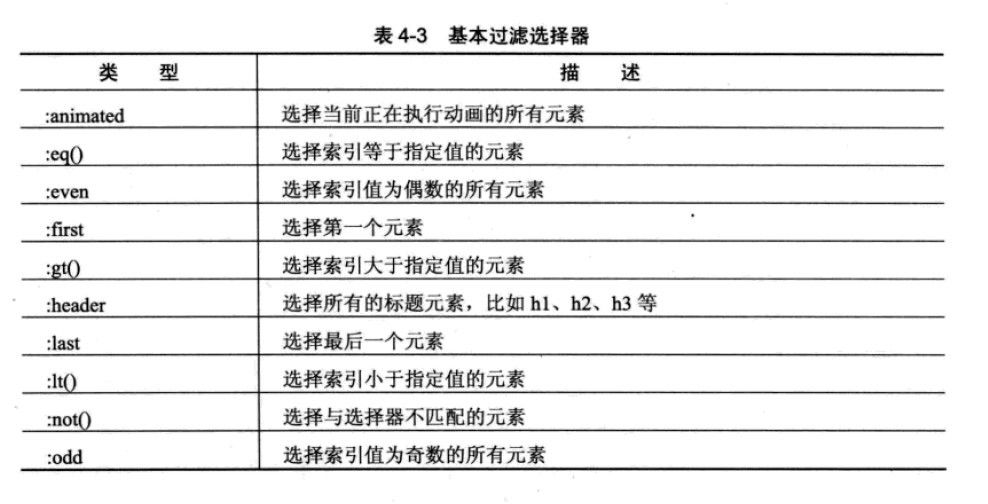 表 4-3 基本过滤选择器
类 型 描 述
:animated 选择当前正在执行动画的所有元素
:eq() 选择索引等于指定值的元素
:even 选择索引值为偶数的所有元素
:first 选择第一个元素
:gt() 选择索引大于指定值的元素
:header 选择所有的标题元素，比如 h1、h2、h3 等
:last 选择最后一个元素
:lt() 选择索引小于指定值的元素
:not() 选择与选择器不匹配的元素
:odd 选择索引值为奇数的所有元素